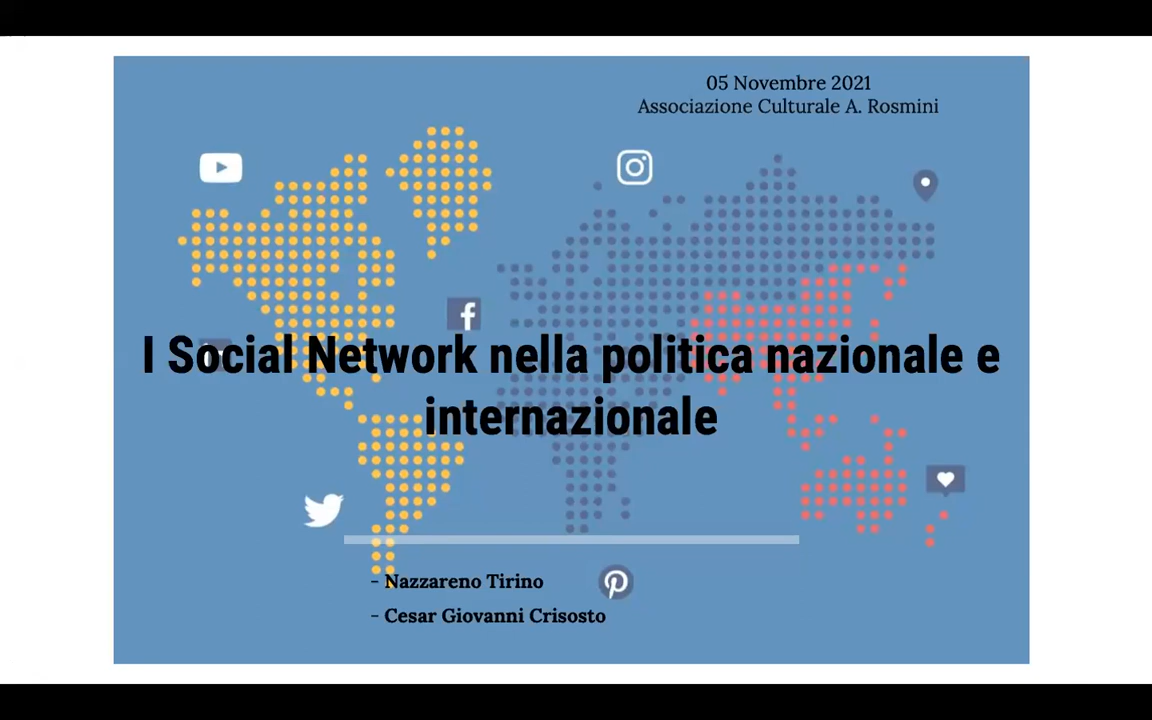 05 Novembre 2021
Associazione Culturale A. Rosmini
I Social Network nella politica nazionale e
internazionale
- Nazzareno Tirino
- Cesar Giovanni Crisosto